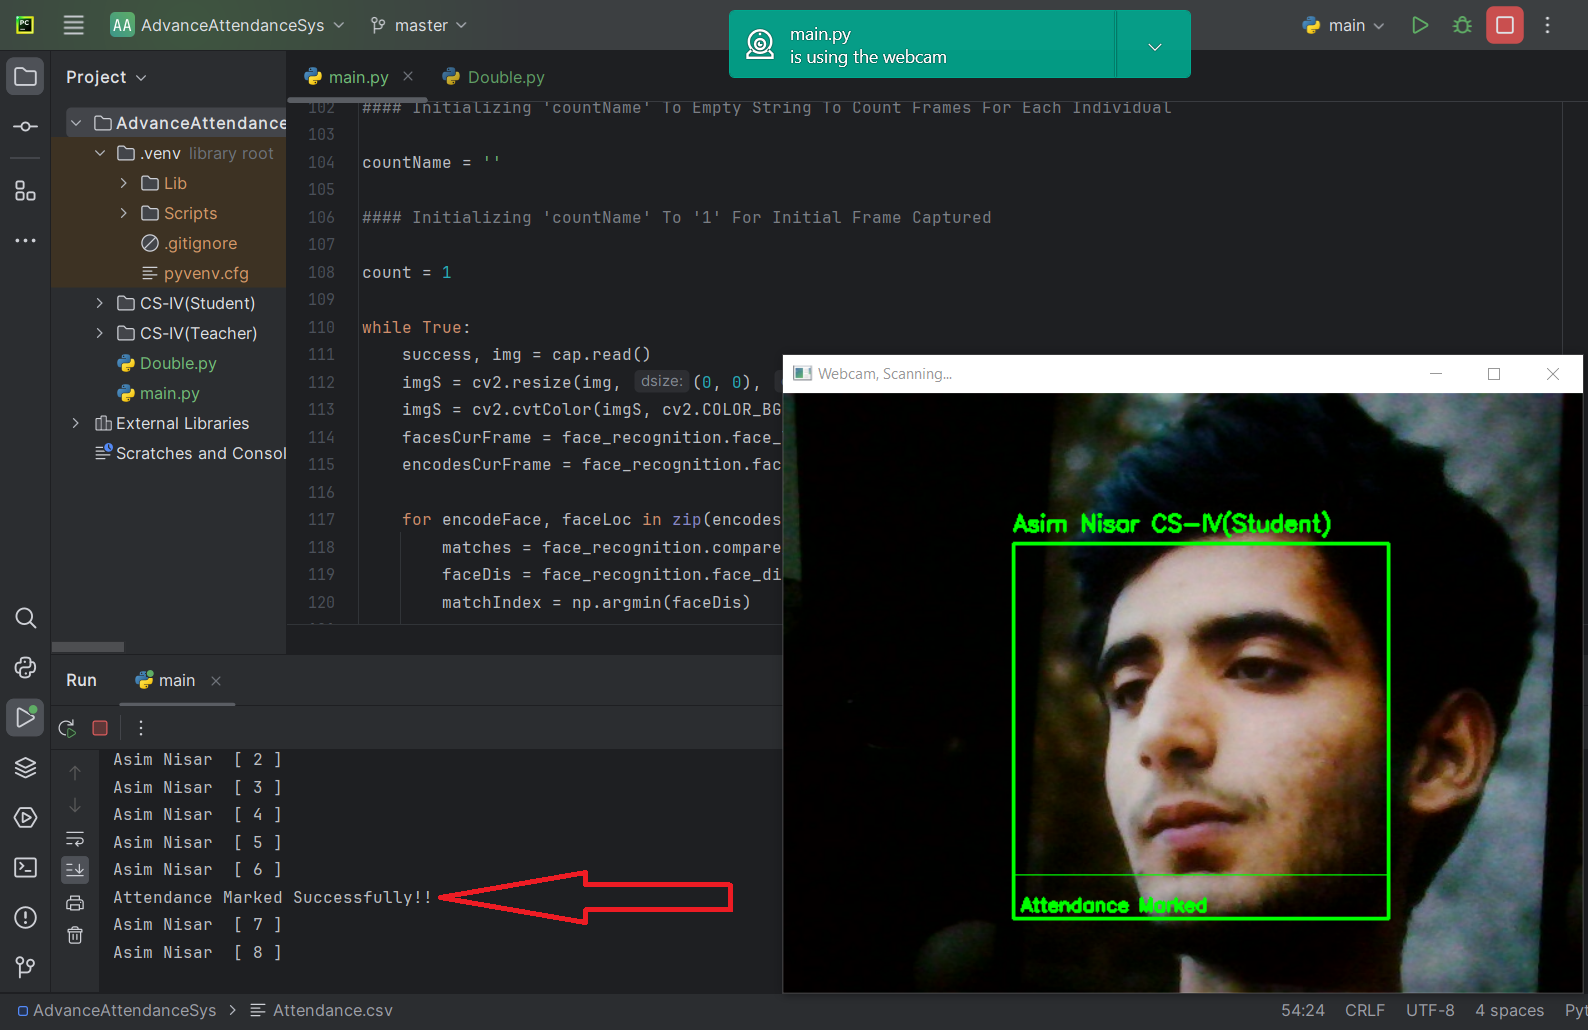 PC
AA AdvanceAttendanceSys master
main.py
is using the webcam
main
Project
main.py Double.py
AdvanceAttendance
.venv library root
Lib
Scripts
.gitignore
pyvenv.cfg
CS-IV(Student)
CS-IV(Teacher)
Double.py
main.py
External Libraries
Scratches and Consol
102 #### Initializing 'countName' To Empty String To Count Frames For Each Individual
103
104 countName = ''
105
106 #### Initializing 'countName' To '1' For Initial Frame Captured
107
108 count = 1
109
110 while True:
111 success, img = cap.read()
112 imgS = cv2.resize(img, dsize: (0, 0),
113 imgS = cv2.cvtColor(imgS, cv2.COLOR_BG
114 facesCurFrame = face_recognition.face_
115 encodesCurFrame = face_recognition.fac
116
117 for encodeFace, faceLoc in zip(encodes
118 matches = face_recognition.compare
119 faceDis = face_recognition.face_di
120 matchIndex = np.argmin(faceDis)
Webcam, Scanning...
Asim Nisar CS-IV(Student)
Attendance Marked
Run main
Asim Nisar [ 2 ]
Asim Nisar [ 3 ]
Asim Nisar [ 4 ]
Asim Nisar [ 5 ]
Asim Nisar [ 6 ]
Attendance Marked Successfully!!
Asim Nisar [ 7 ]
Asim Nisar [ 8 ]
AdvanceAttendanceSys > Attendance.csv
54:24 CRLF UTF-8 4 spaces Pyt